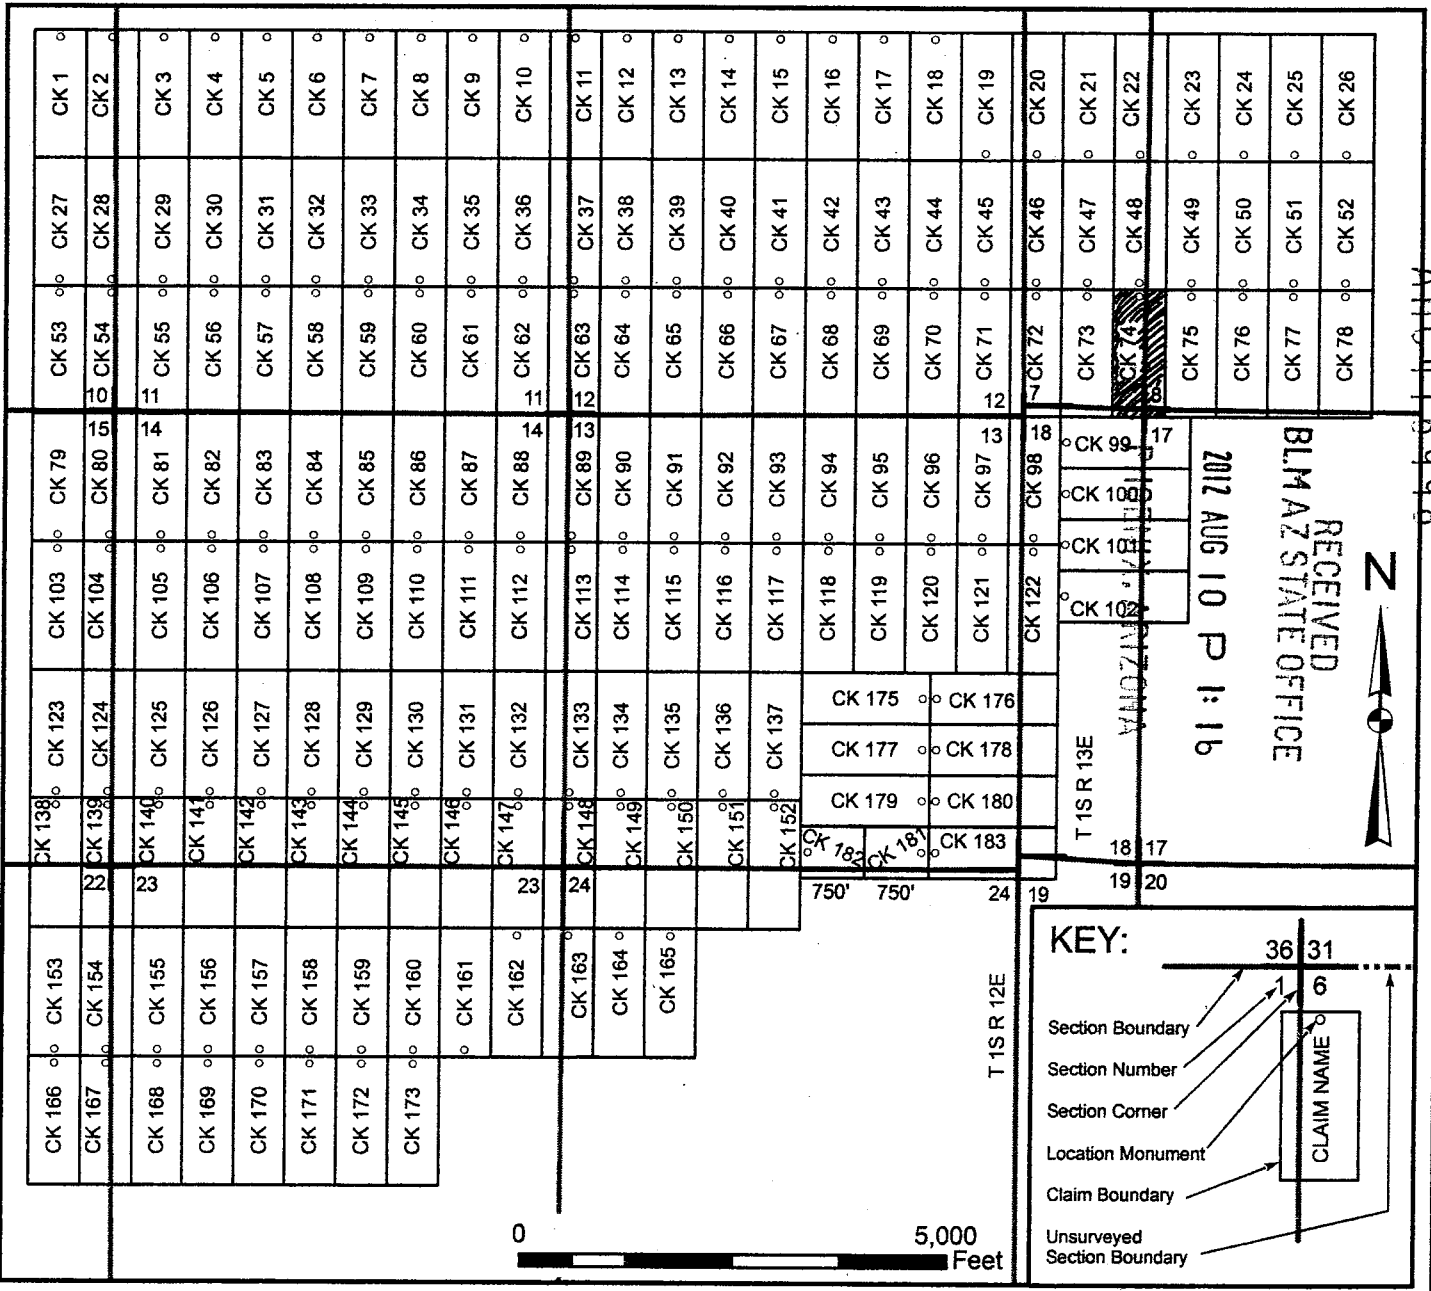 CK 1 CK 2 CK 3 CK 4 CK 5 CK 6 CK 7 CK 8 CK 9 CK 10 CK 11 CK 12 CK 13 CK 14 CK 15 CK 16 CK 17 CK 18 CK 19 CK 20 CK 21 CK 22 CK 23 CK 24 CK 25 CK 26
CK 27 CK 28 CK 29 CK 30 CK 31 CK 32 CK 33 CK 34 CK 35 CK 36 CK 37 CK 38 CK 39 CK 40 CK 41 CK 42 CK 43 CK 44 CK 45 CK 46 CK 47 CK 48 CK 49 CK 50 CK 51 CK 52
CK 53 CK 54 CK 55 CK 56 CK 57 CK 58 CK 59 CK 60 CK 61 CK 62 CK 63 CK 64 CK 65 CK 66 CK 67 CK 68 CK 69 CK 70 CK 71 CK 72 CK 73 CK 74 CK 75 CK 76 CK 77 CK 78
10 11 11 12 12 7 8
15 14 14 13 13 18 17
CK 79 CK 80 CK 81 CK 82 CK 83 CK 84 CK 85 CK 86 CK 87 CK 88 CK 89 CK 90 CK 91 CK 92 CK 93 CK 94 CK 95 CK 96 CK 97 CK 98
CK 99
CK 100
CK 101
CK 102
CK 103 CK 104 CK 105 CK 106 CK 107 CK 108 CK 109 CK 110 CK 111 CK 112 CK 113 CK 114 CK 115 CK 116 CK 117 CK 118 CK 119 CK 120 CK 121 CK 122
RECEIVED
BLM AZ STATE OFFICE
2012 AUG 10 P 1:16
ARIZONA
N
CK 123 CK 124 CK 125 CK 126 CK 127 CK 128 CK 129 CK 130 CK 131 CK 132 CK 133 CK 134 CK 135 CK 136 CK 137
CK 175 CK 176
CK 177 CK 178
CK 179 CK 180
CK 182 CK 181 CK 183
T 1S R 13E
CK 138 CK 139 CK 140 CK 141 CK 142 CK 143 CK 144 CK 145 CK 146 CK 147 CK 148 CK 149 CK 150 CK 151 CK 152
18 17
22 23 23 24 750' 750' 24 19 19 20
CK 153 CK 154 CK 155 CK 156 CK 157 CK 158 CK 159 CK 160 CK 161 CK 162 CK 163 CK 164 CK 165
T 1S R 12E
CK 166 CK 167 CK 168 CK 169 CK 170 CK 171 CK 172 CK 173
0 5,000
Feet
KEY:
36 31
1 6
Section Boundary
Section Number
Section Corner
Location Monument
Claim Boundary
Unsurveyed
Section Boundary
CLAIM NAME